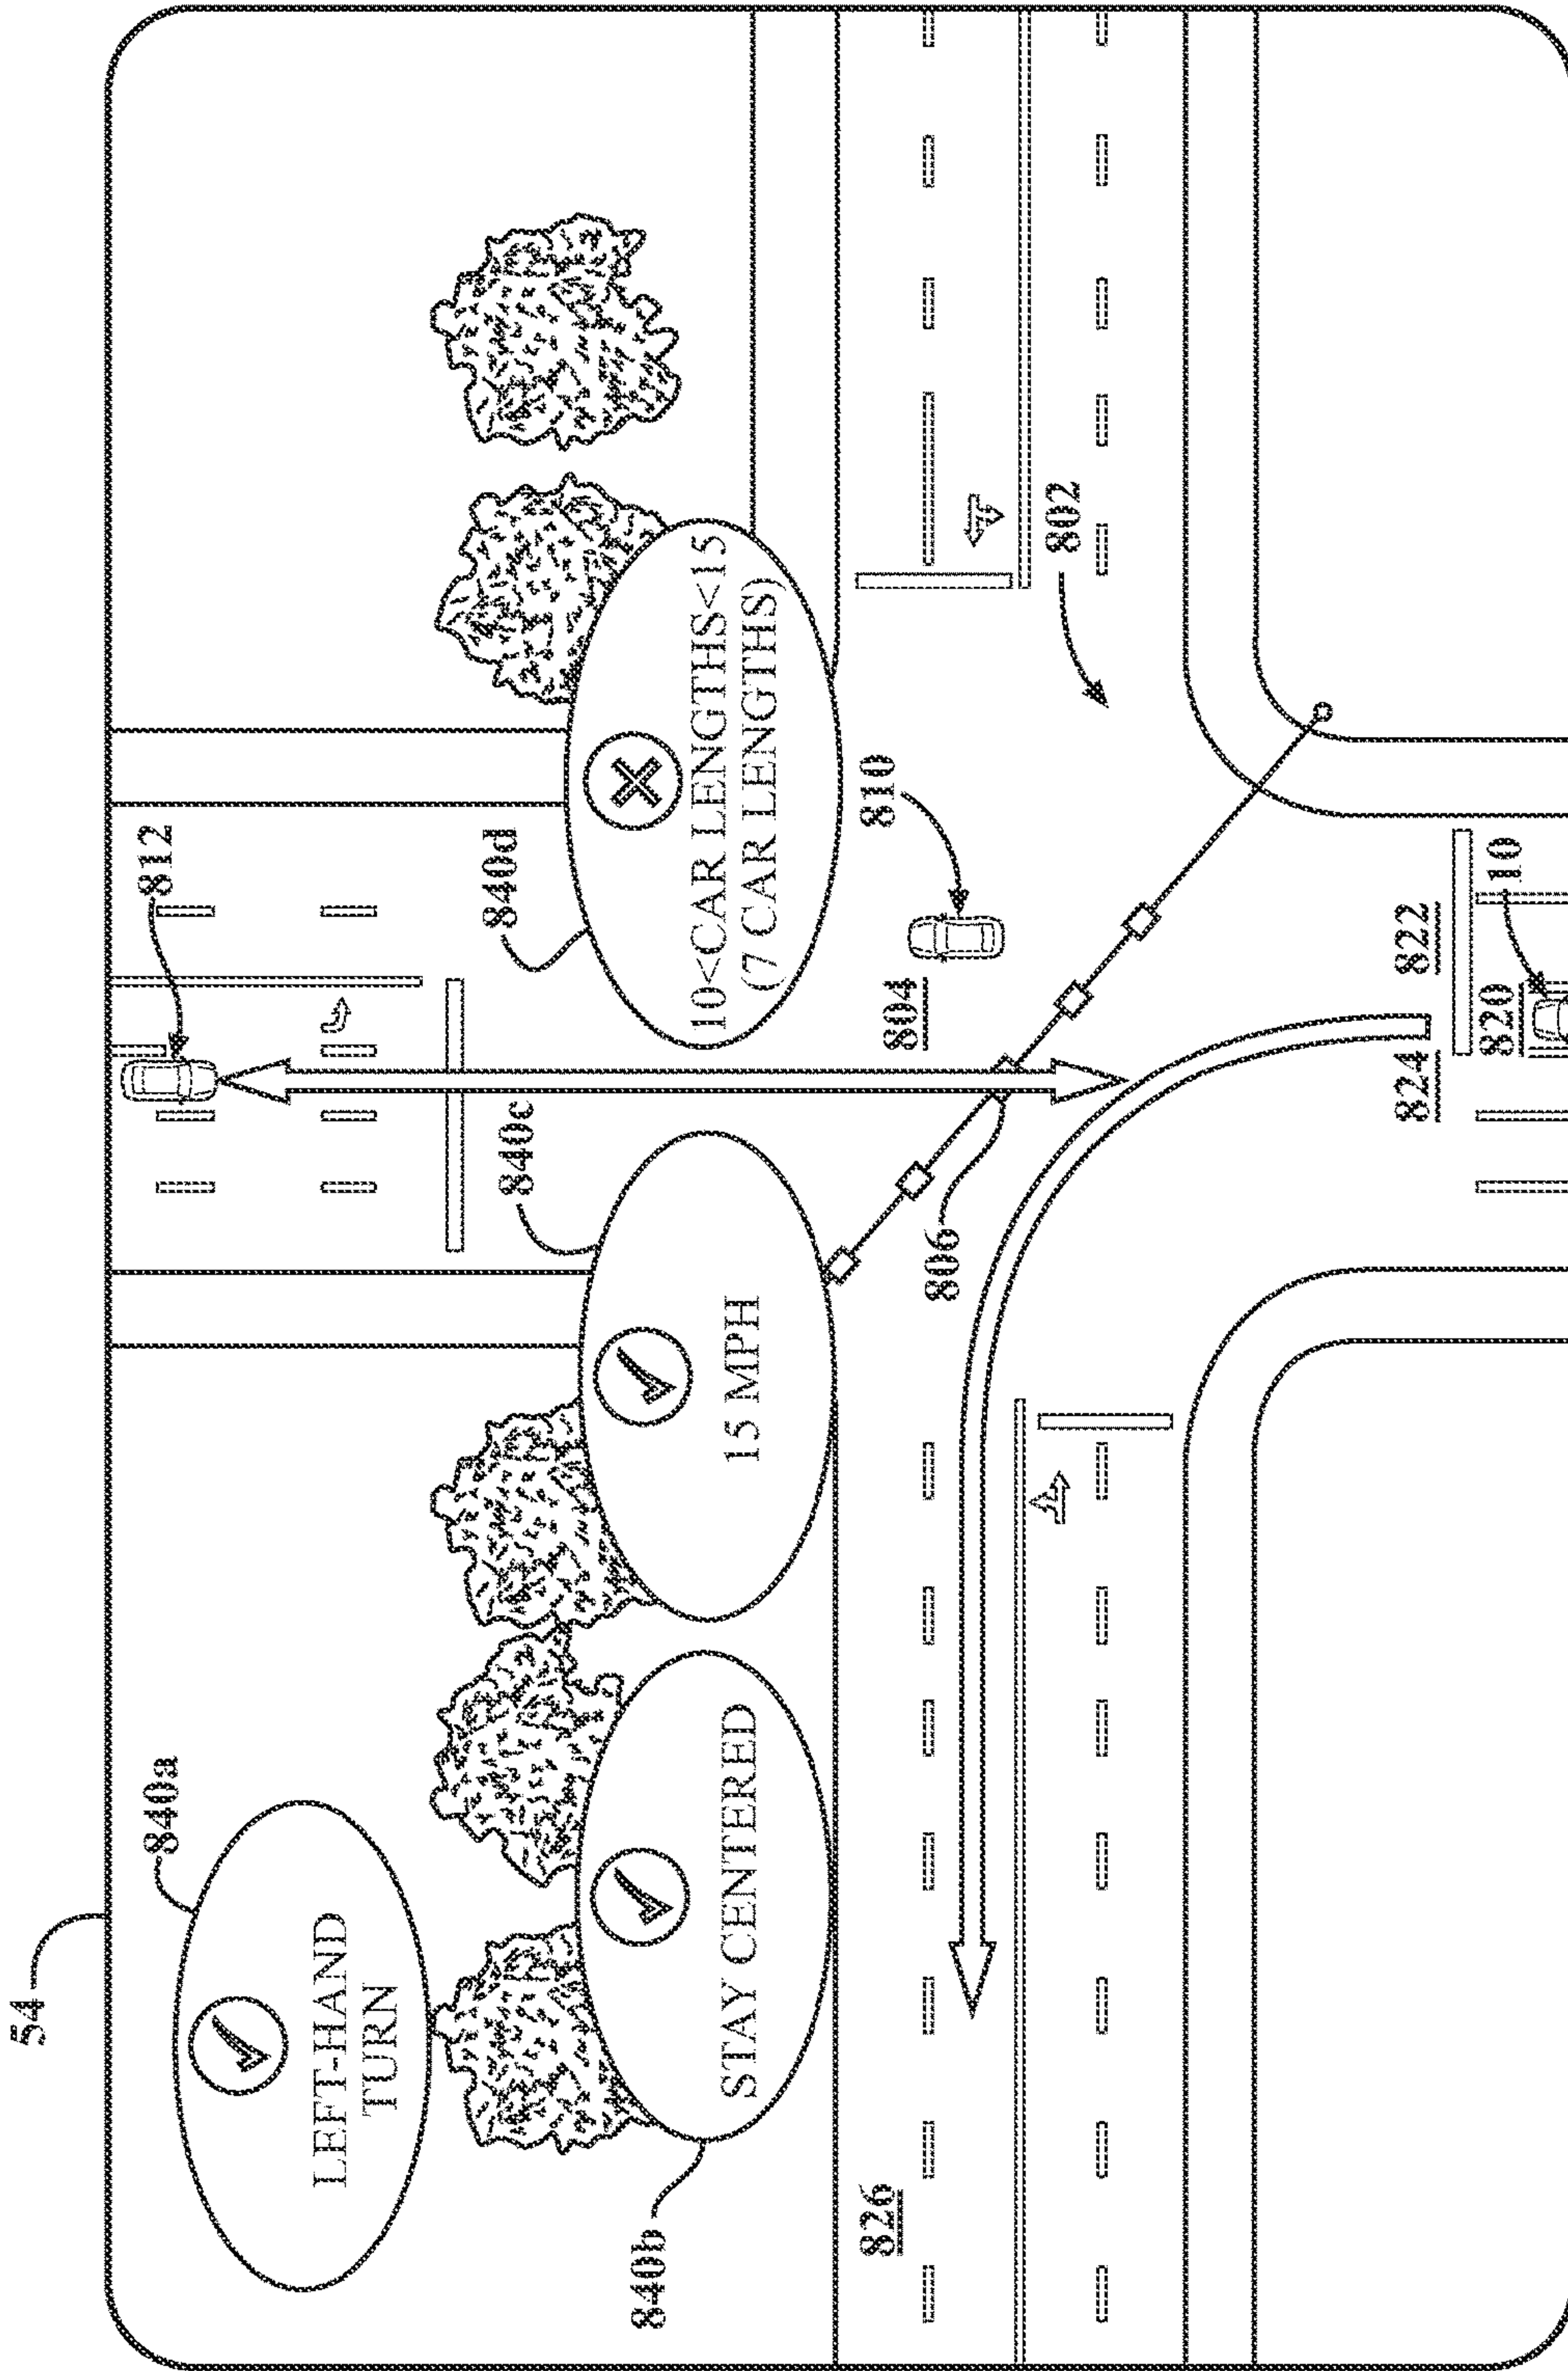 54
840a
LEFT-HAND
TURN
840b
STAY CENTERED
840c
15 MPH
840d
10<CAR LENGTHS<15
(7 CAR LENGTHS)
812
810
802
804
806
826
824
820
822
10